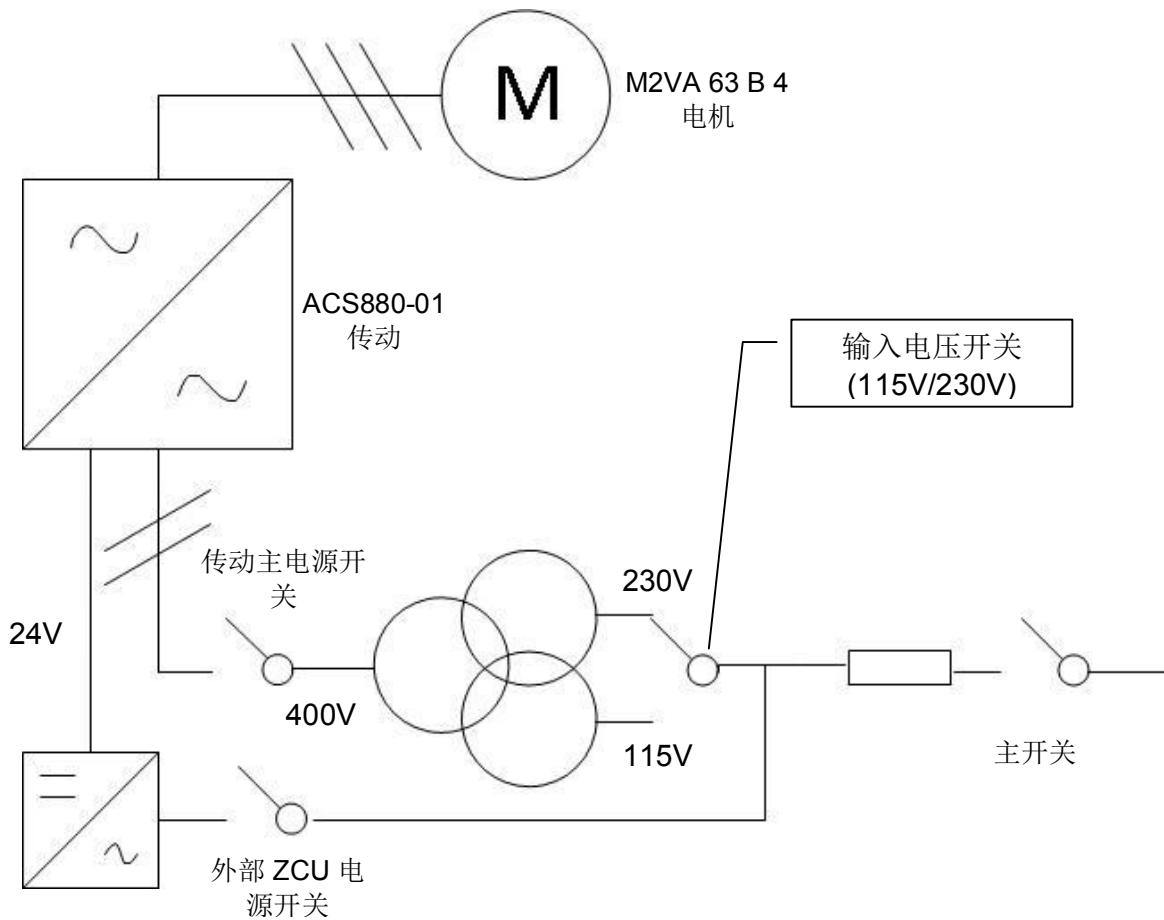 M
M2VA 63 B 4
电机
ACS880-01
传动
输入电压开关
(115V/230V)
传动主电源开
关
230V
24V
400V
115V
主开关
外部 ZCU 电
源开关